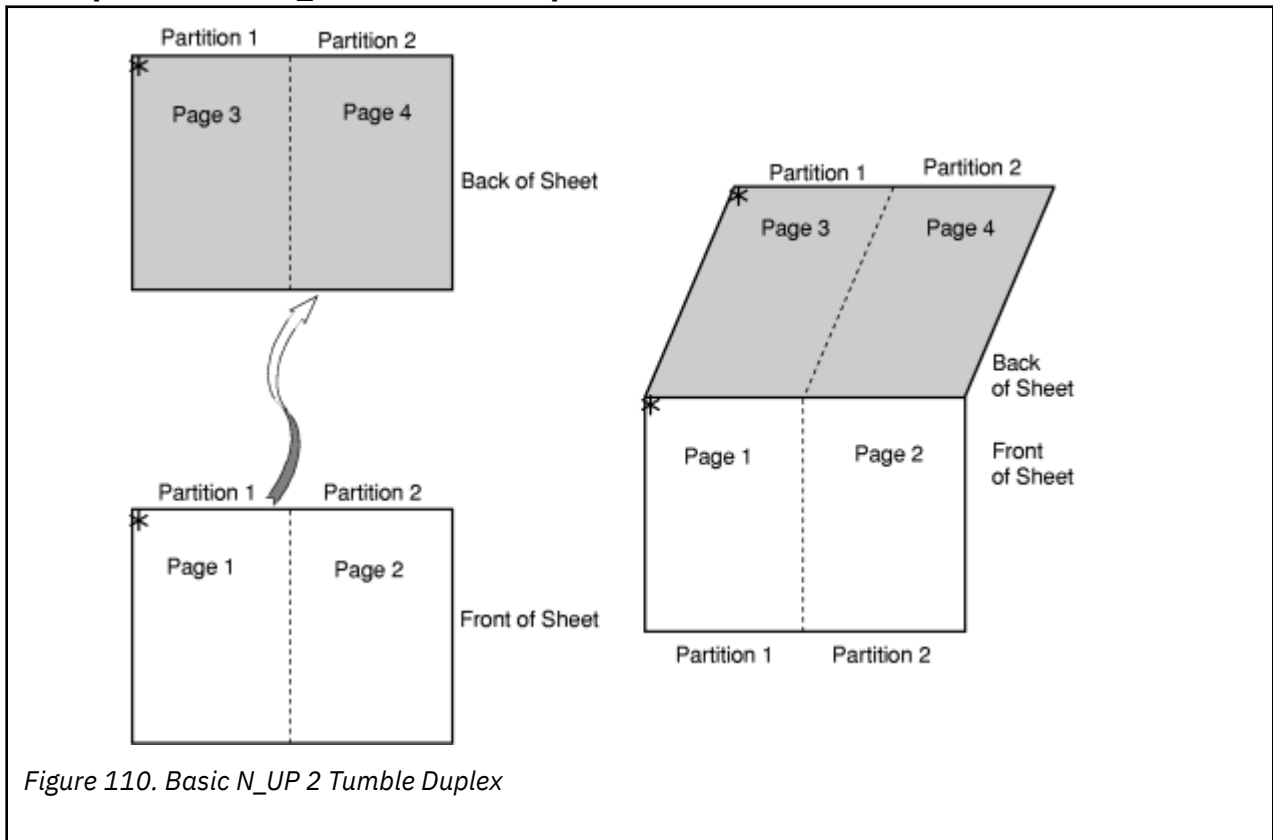 Partition 1 Partition 2
Page 3 Page 4
Back of Sheet
Partition 1 Partition 2
Page 1 Page 2
Front of Sheet
Partition 1 Partition 2
Page 3 Page 4
Back
of Sheet
Page 1 Page 2
Front
of Sheet
Partition 1 Partition 2
Figure 110. Basic N_UP 2 Tumble Duplex